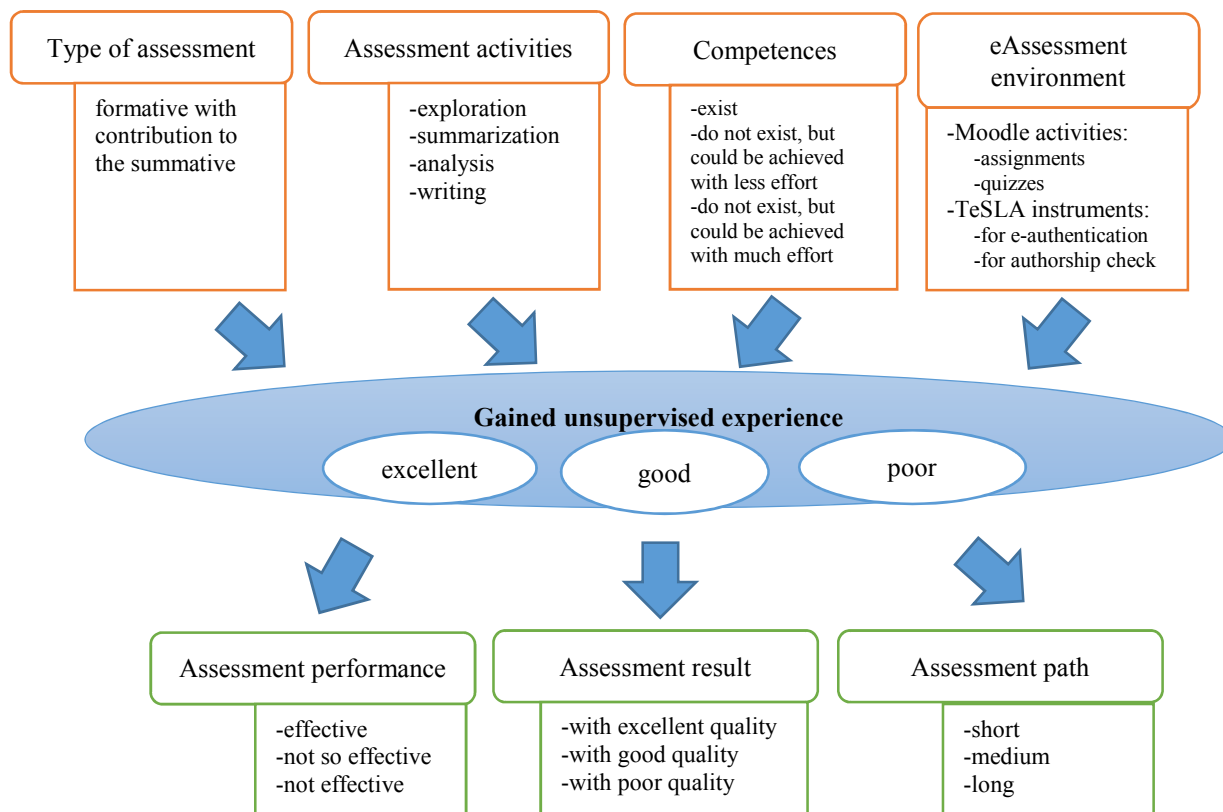 Type of assessment
formative with
contribution to
the summative
Assessment activities
-exploration
-summarization
-analysis
-writing
Competences
-exist
-do not exist, but
could be achieved
with less effort
-do not exist, but
could be achieved
with much effort
eAssessment
environment
-Moodle activities:
-assignments
-quizzes
-TeSLA instruments:
-for e-authentication
-for authorship check
Gained unsupervised experience
excellent
good
poor
Assessment performance
-effective
-not so effective
-not effective
Assessment result
-with excellent quality
-with good quality
-with poor quality
Assessment path
-short
-medium
-long